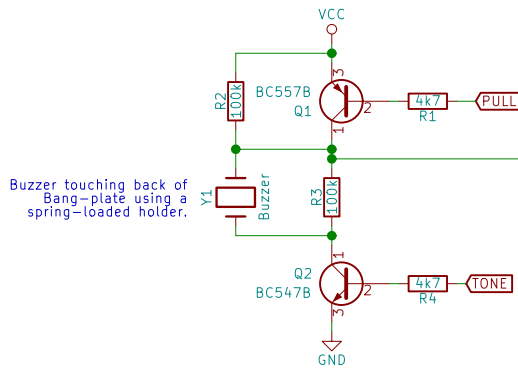 VCC
3
BC557B
Q1
2
4k7
R1
PULL
R2
100k
1
Buzzer touching back of
Bang-plate using a
spring-loaded holder.
Y1
Buzzer
R3
100k
1
Q2
BC547B
2
4k7
R4
TONE
3
GND